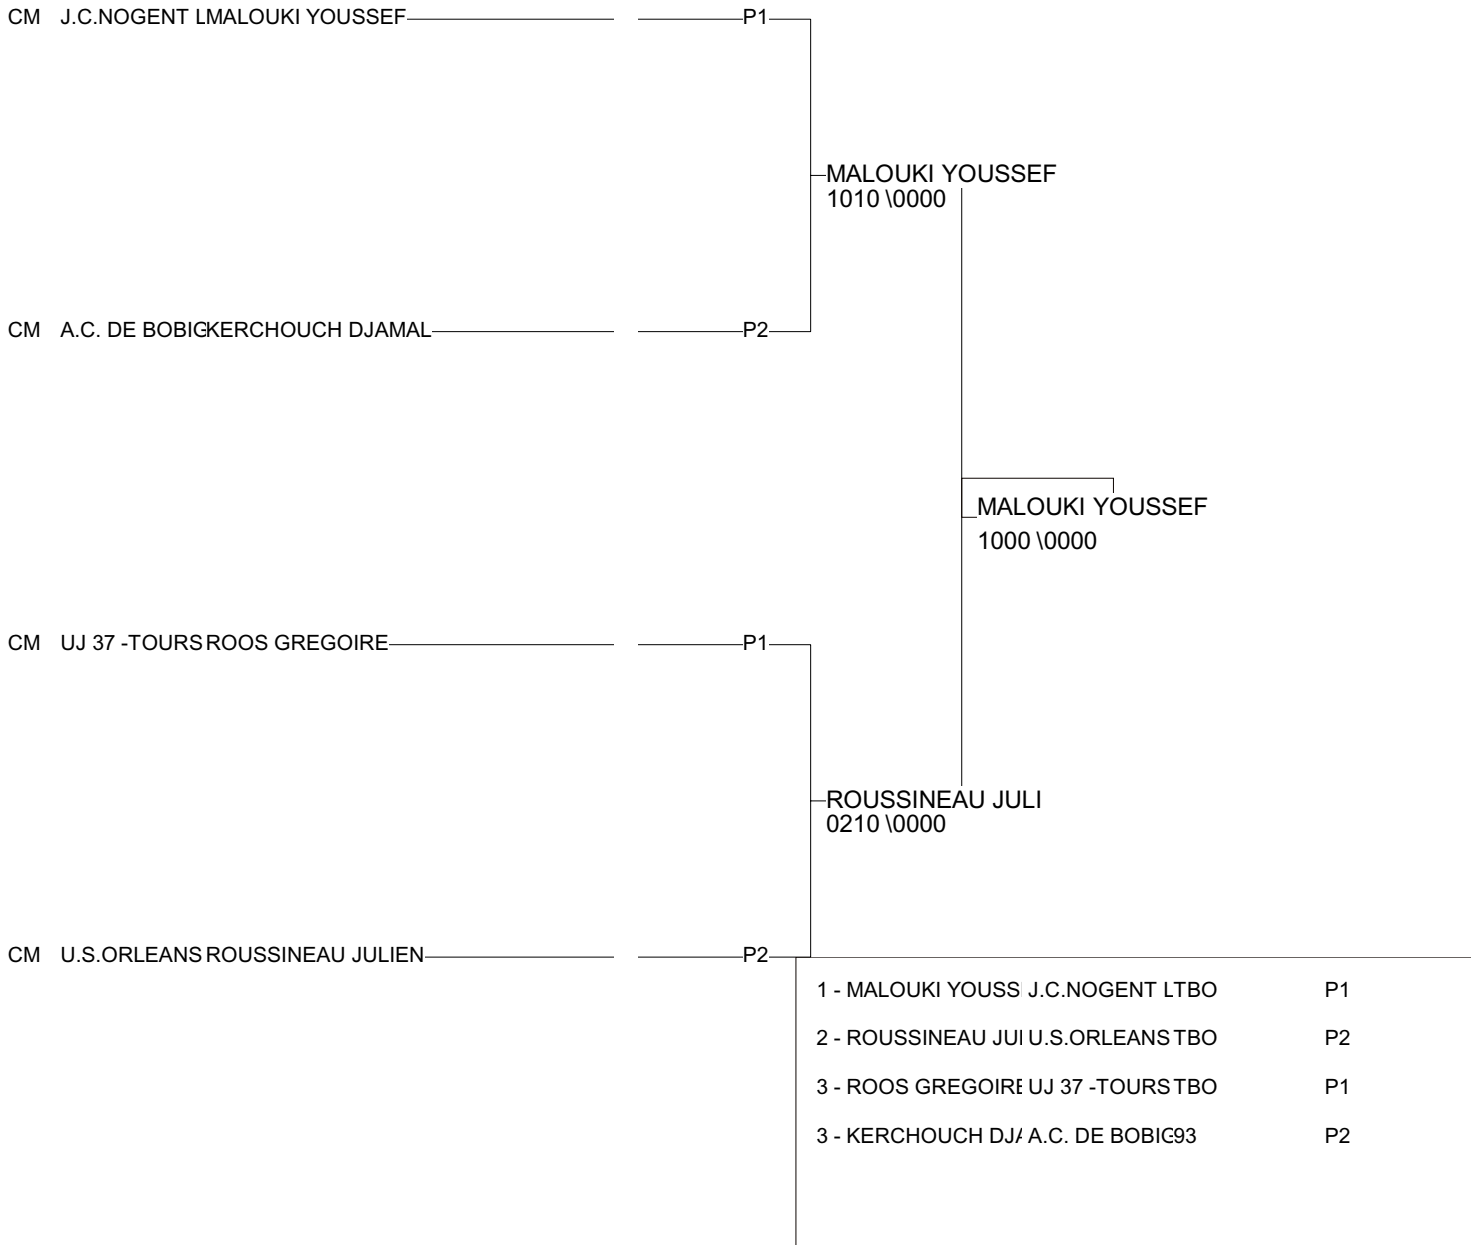 CM J.C.NOGENT LMALOUKI YOUSSEF P1
MALOUKI YOUSSEF
1010 \0000
CM A.C. DE BOBIGKERCHOUCH DJAMAL P2
MALOUKI YOUSSEF
1000 \0000
CM UJ 37 -TOURS ROOS GREGOIRE P1
ROUSSINEAU JULI
0210 \0000
CM U.S.ORLEANS ROUSSINEAU JULIEN P2
1 - MALOUKI YOUSS J.C.NOGENT LTBO P1
2 - ROUSSINEAU JUI U.S.ORLEANS TBO P2
3 - ROOS GREGOIRE UJ 37 -TOURS TBO P1
3 - KERCHOUCH DJA A.C. DE BOBIG93 P2